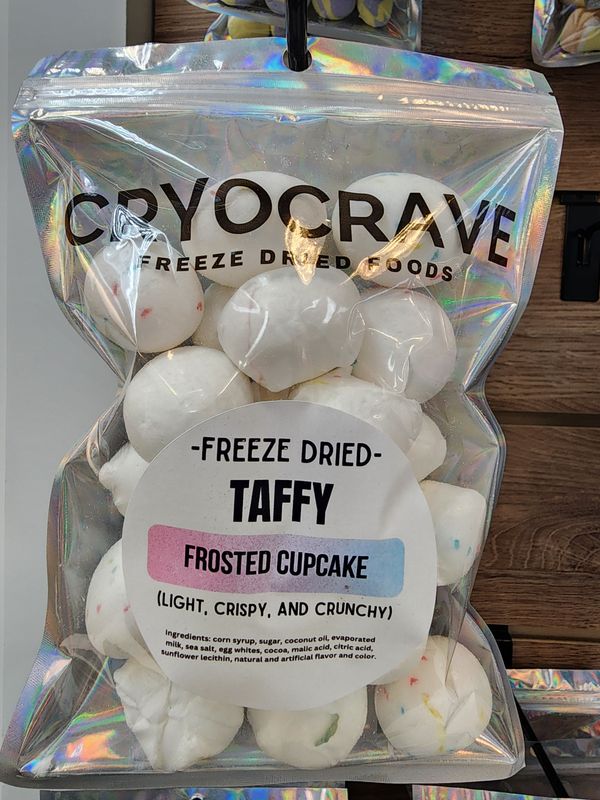 CRYOCRAVE
FREEZE DRIED FOODS
-FREEZE DRIED-
TAFFY
FROSTED CUPCAKE
(LIGHT, CRISPY, AND CRUNCHY)
Ingredients: corn syrup, sugar, coconut oil, evaporated
milk, sea salt, egg whites, cocoa, malic acid, citric acid,
sunflower lecithin, natural and artificial flavor and color.